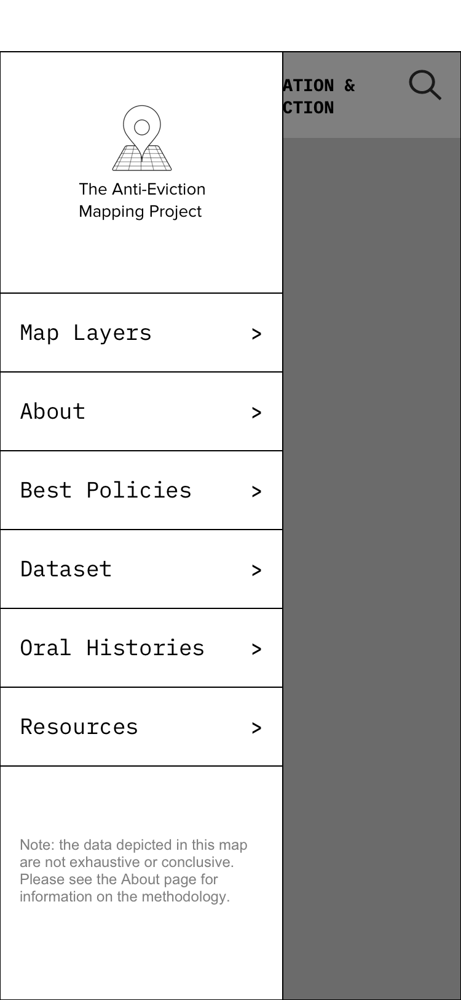 ATION &
CTION
The Anti-Eviction
Mapping Project
Map Layers >
About >
Best Policies >
Dataset >
Oral Histories >
Resources >
Note: the data depicted in this map
are not exhaustive or conclusive.
Please see the About page for
information on the methodology.